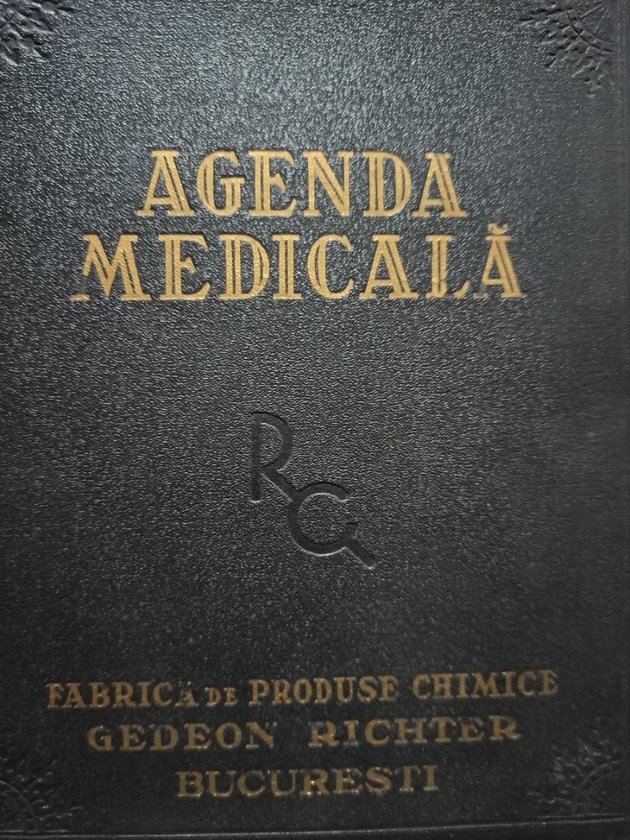 AGENDA
MEDICALĂ
RG
FABRICA DE PRODUSE CHIMICE
GEDEON RICHTER
BUCUREȘTI